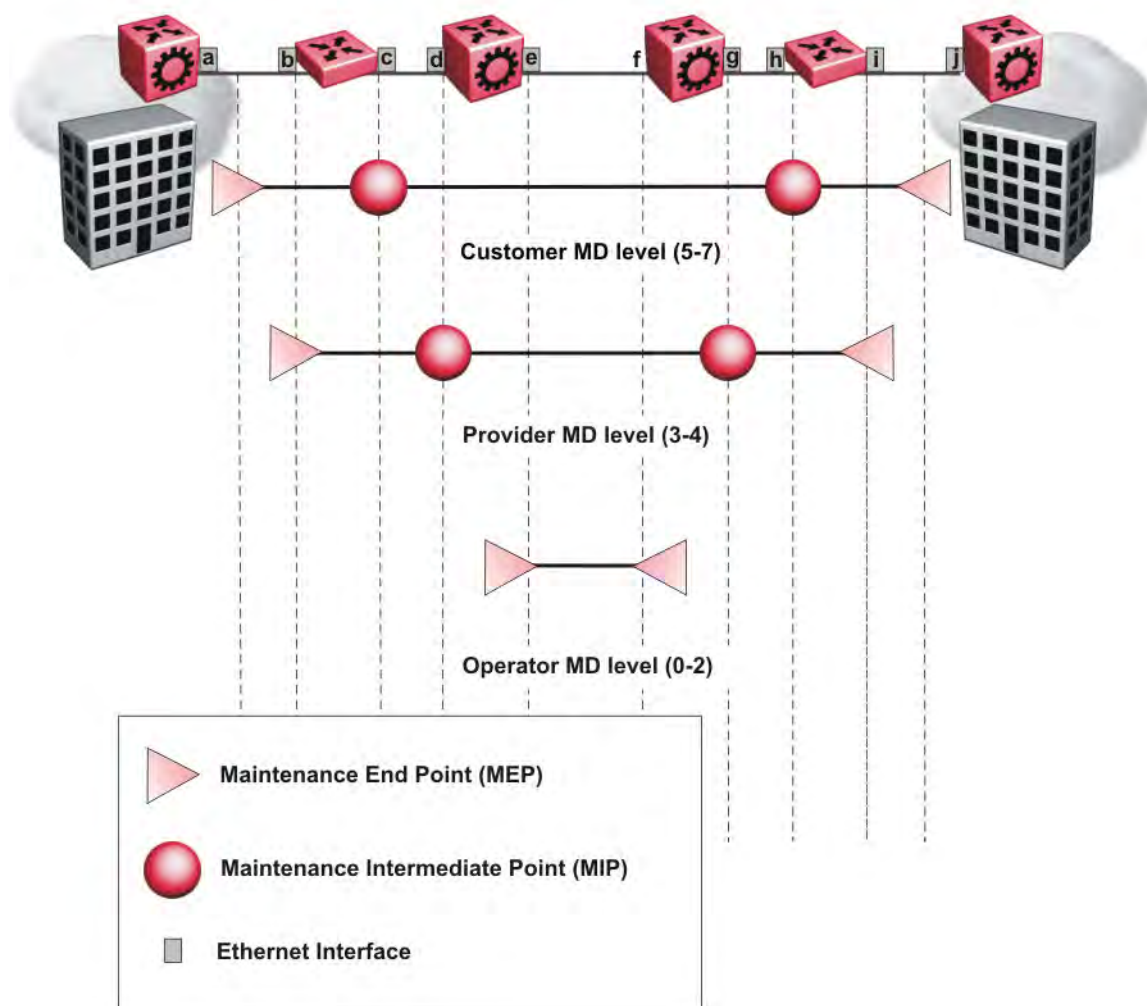 a b c d e f g h i j
Customer MD level (5-7)
Provider MD level (3-4)
Operator MD level (0-2)
Maintenance End Point (MEP)
Maintenance Intermediate Point (MIP)
Ethernet Interface